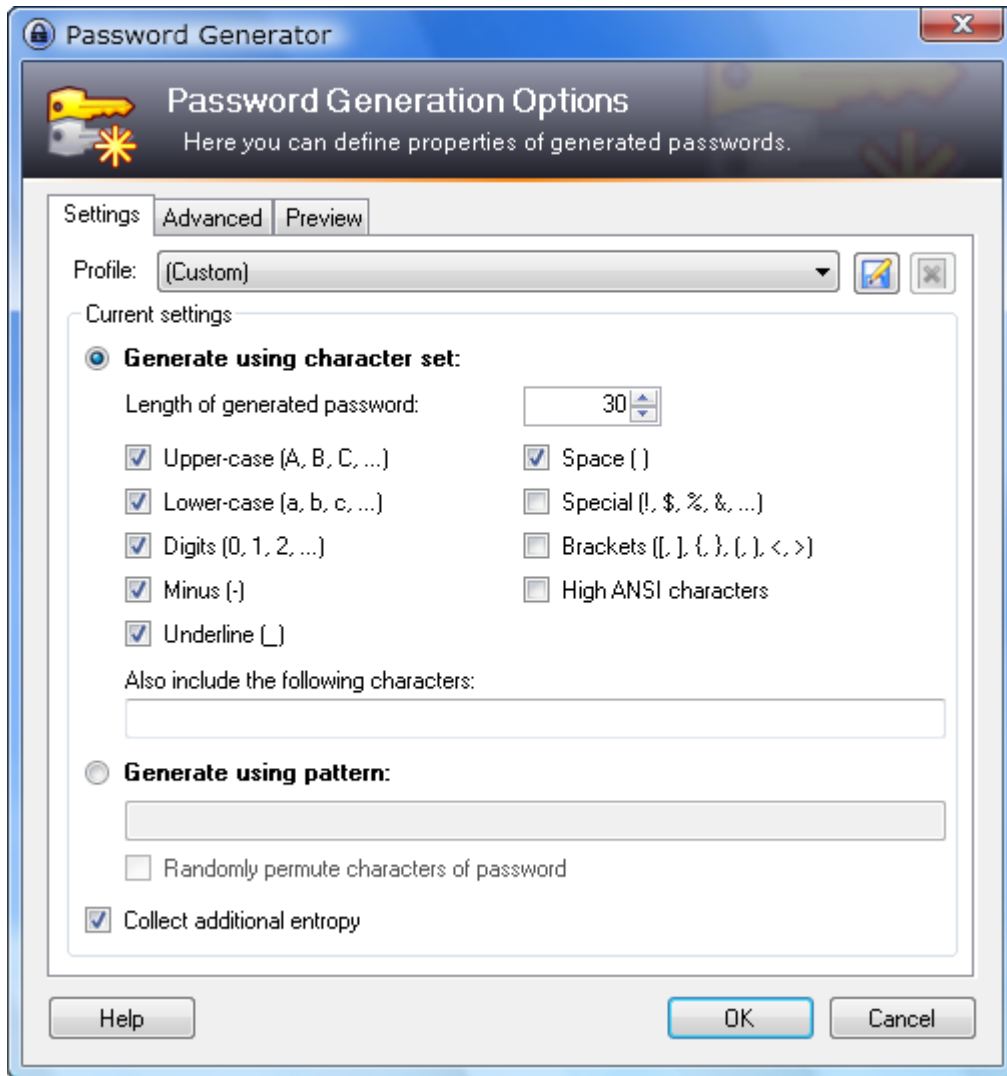 Password Generator
Password Generation Options
Here you can define properties of generated passwords.
Settings Advanced Preview
Profile: (Custom)
Current settings
Generate using character set:
Length of generated password: 30
Upper-case (A, B, C, ...) Space ( )
Lower-case (a, b, c, ...) Special (!, $, %, &, ...)
Digits (0, 1, 2, ...) Brackets ([, ], {, }, (, ), <, >)
Minus (-) High ANSI characters
Underline (_)
Also include the following characters:
Generate using pattern:
Randomly permute characters of password
Collect additional entropy
Help OK Cancel